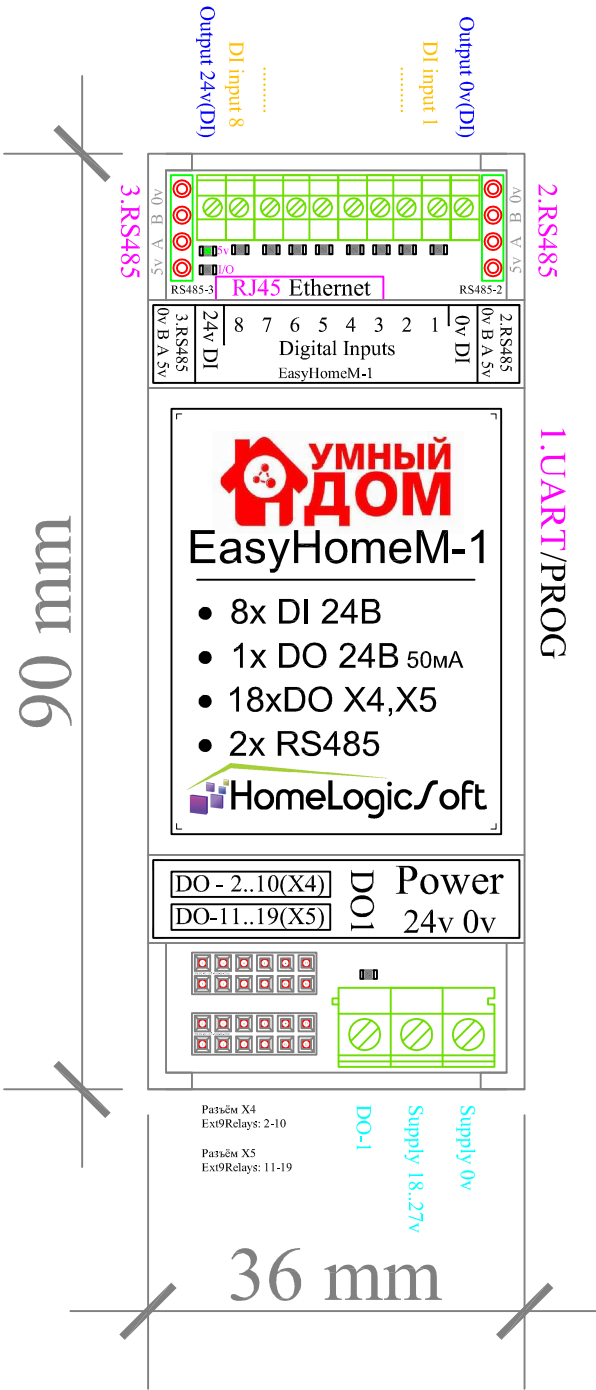 Output 24v(DI)
DI input 8
........
........
DI input 1
Output 0v(DI)
3.RS485
0v B A 5v
5v
I/O
RS485-3
RJ45 Ethernet
RS485-2
0v B A 5v
2.RS485
3.RS485
0v B A 5v
24v DI
8 7 6 5 4 3 2 1
Digital Inputs
EasyHomeM-1
0v DI
2.RS485
0v B A 5v
УМНЫЙ
ДОМ
EasyHomeM-1
• 8x DI 24В
• 1x DO 24В 50мА
• 18xDO X4,X5
• 2x RS485
HomeLogicSoft
1.UART/PROG
90 mm
DO - 2..10(X4)
DO-11..19(X5)
DO1
Power
24v 0v
Разъём X4
Ext9Relays: 2-10
Разъём X5
Ext9Relays: 11-19
DO-1
Supply 18..27v
Supply 0v
36 mm